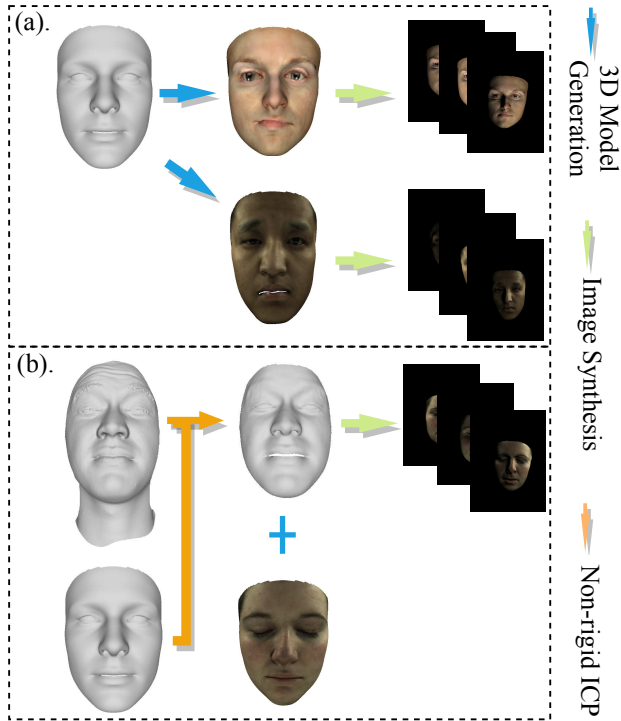 (a).
(b).
3D Model
Generation
Image Synthesis
Non-rigid ICP